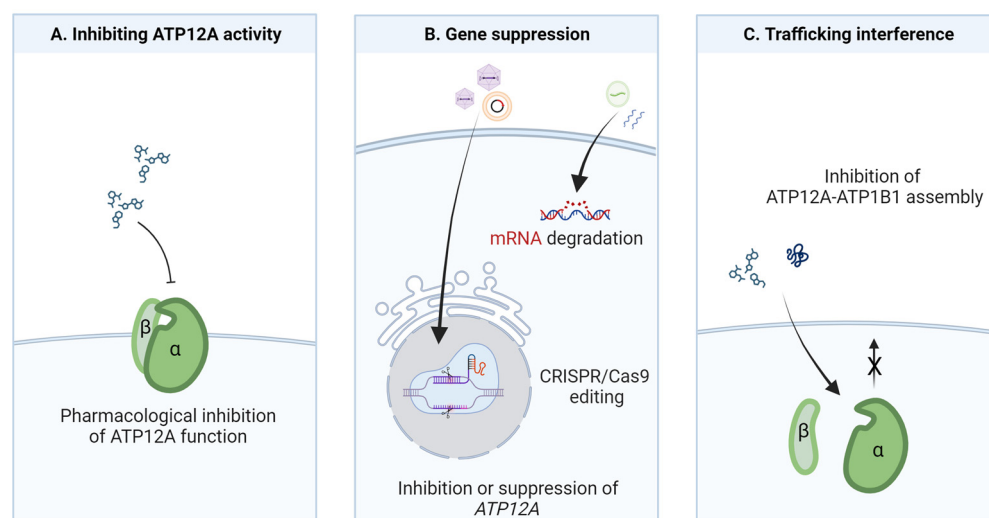 A. Inhibiting ATP12A activity
β
α
Pharmacological inhibition
of ATP12A function
B. Gene suppression
mRNA degradation
CRISPR/Cas9
editing
Inhibition or suppression of
ATP12A
C. Trafficking interference
Inhibition of
ATP12A-ATP1B1 assembly
X
β
α